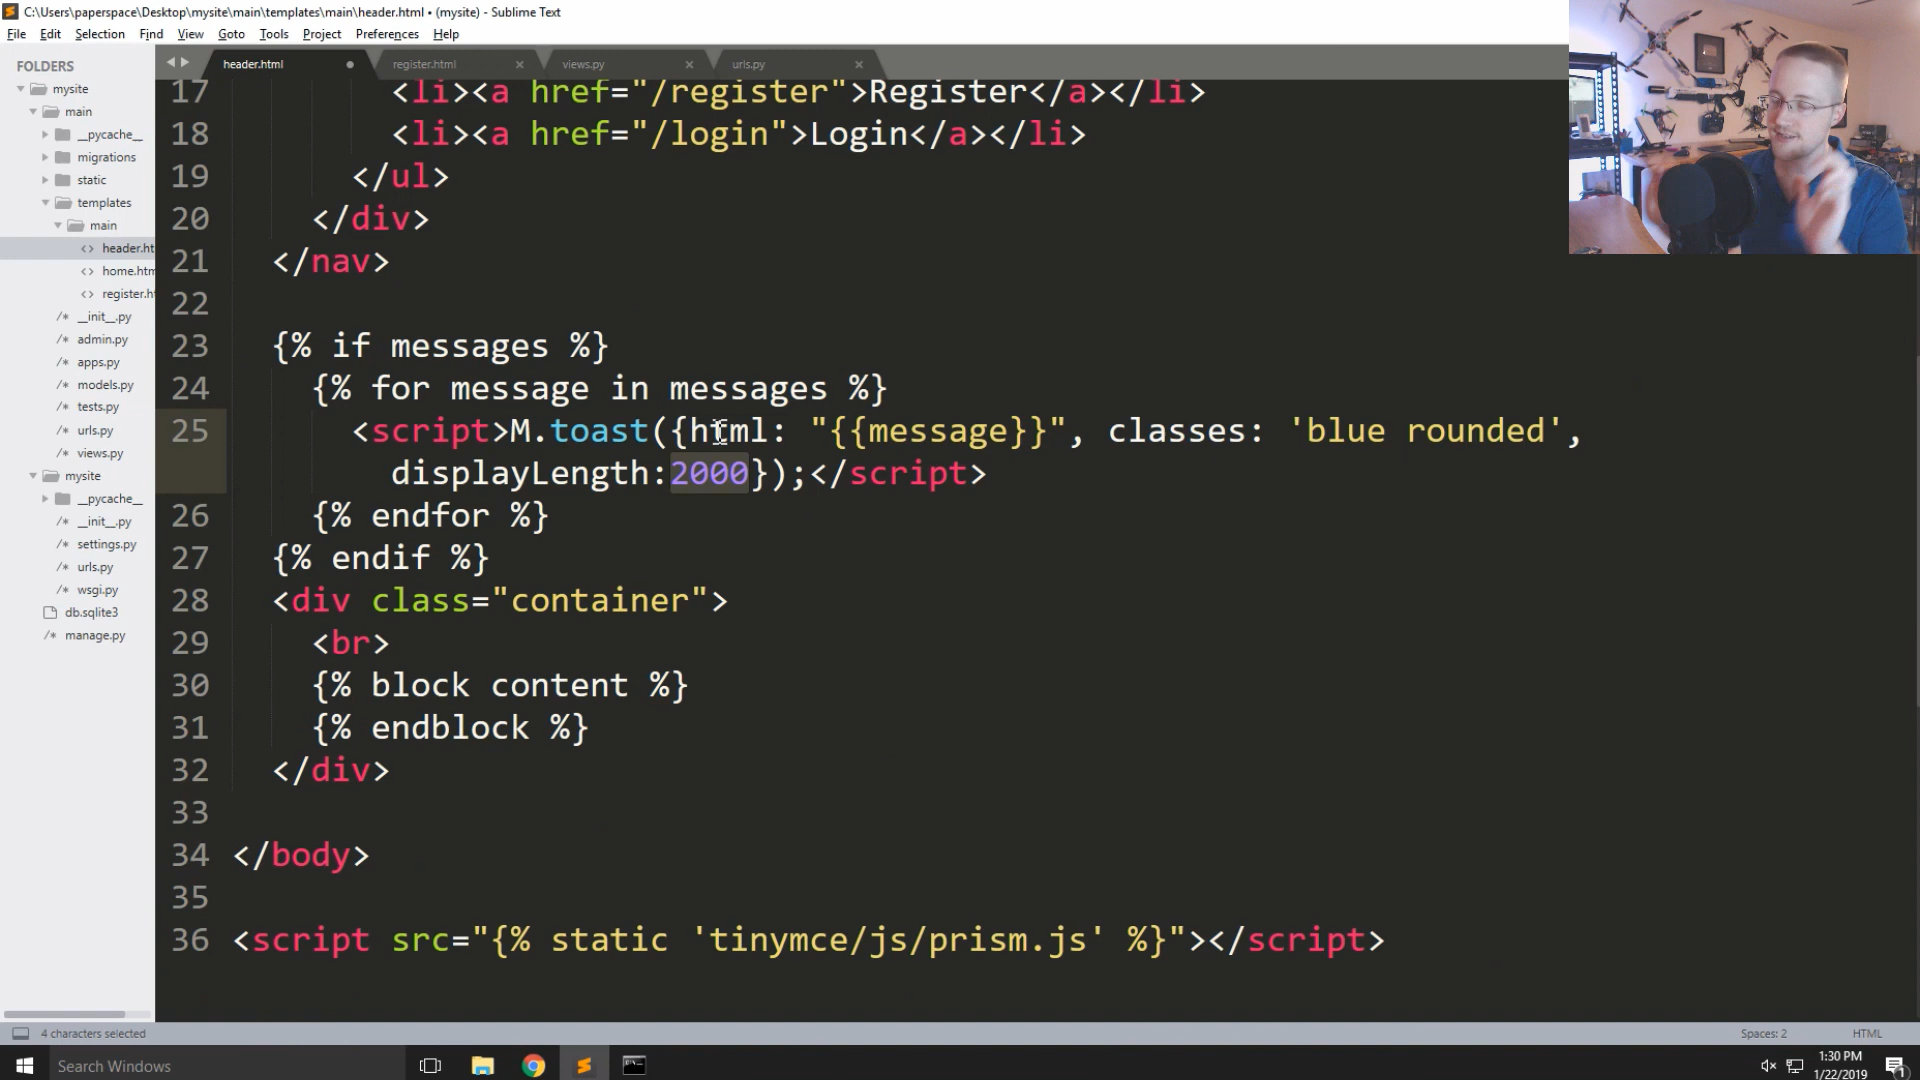 C:\Users\paperspace\Desktop\mysite\main\templates\main\header.html • (mysite) - Sublime Text
File Edit Selection Find View Goto Tools Project Preferences Help
FOLDERS
mysite
main
__pycache__
migrations
static
templates
main
header.ht
home.htm
register.h
__init__.py
admin.py
apps.py
models.py
tests.py
urls.py
views.py
mysite
__pycache__
__init__.py
settings.py
urls.py
wsgi.py
db.sqlite3
manage.py
header.html register.html views.py urls.py
17 <li><a href="/register">Register</a></li>
18 <li><a href="/login">Login</a></li>
19 </ul>
20 </div>
21 </nav>
22
23 {% if messages %}
24 {% for message in messages %}
25 <script>M.toast({html: "{{message}}", classes: 'blue rounded',
displayLength:2000});</script>
26 {% endfor %}
27 {% endif %}
28 <div class="container">
29 <br>
30 {% block content %}
31 {% endblock %}
32 </div>
33
34 </body>
35
36 <script src="{% static 'tinymce/js/prism.js' %}"></script>
4 characters selected
Spaces: 2 HTML
Search Windows
1:30 PM
1/22/2019
1